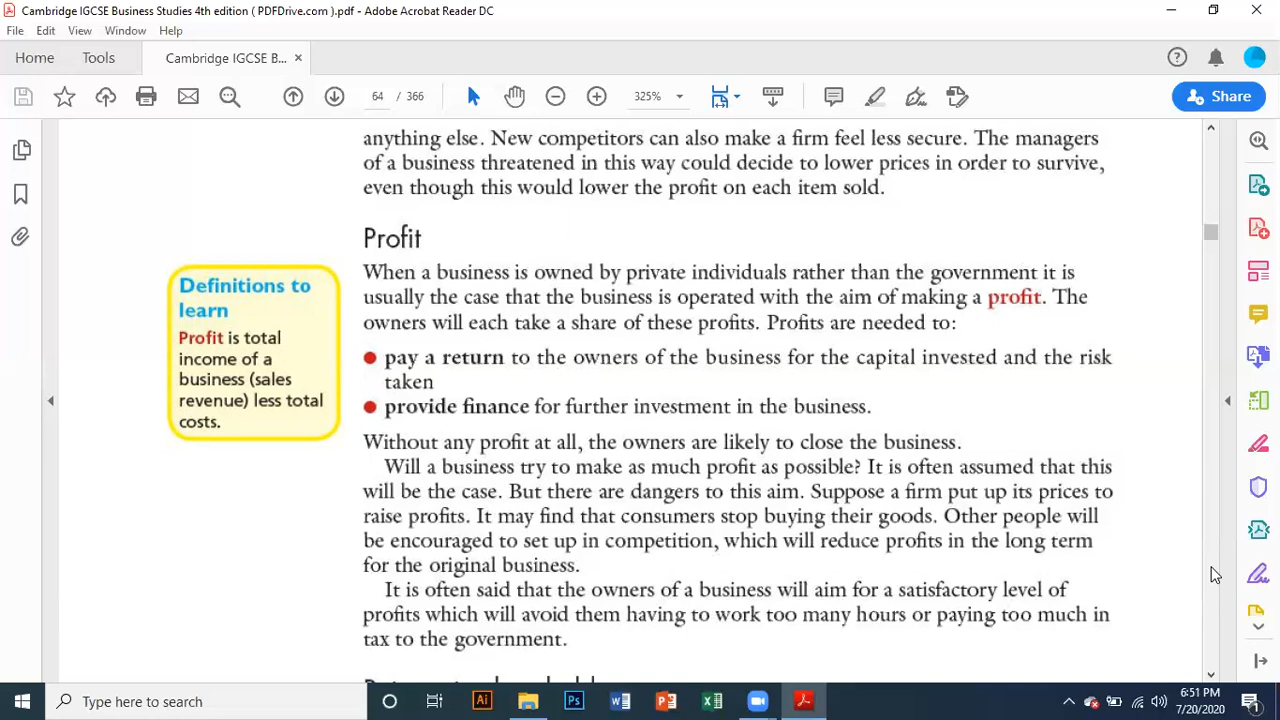 Cambridge IGCSE Business Studies 4th edition ( PDFDrive.com ).pdf - Adobe Acrobat Reader DC
File Edit View Window Help
Home Tools Cambridge IGCSE B... ×
64 / 366 325% Share
anything else. New competitors can also make a firm feel less secure. The managers
of a business threatened in this way could decide to lower prices in order to survive,
even though this would lower the profit on each item sold.
Profit
When a business is owned by private individuals rather than the government it is
usually the case that the business is operated with the aim of making a profit. The
owners will each take a share of these profits. Profits are needed to:
● pay a return to the owners of the business for the capital invested and the risk
taken
● provide finance for further investment in the business.
Without any profit at all, the owners are likely to close the business.
Will a business try to make as much profit as possible? It is often assumed that this
will be the case. But there are dangers to this aim. Suppose a firm put up its prices to
raise profits. It may find that consumers stop buying their goods. Other people will
be encouraged to set up in competition, which will reduce profits in the long term
for the original business.
It is often said that the owners of a business will aim for a satisfactory level of
profits which will avoid them having to work too many hours or paying too much in
tax to the government.
Definitions to
learn
Profit is total
income of a
business (sales
revenue) less total
costs.
Type here to search
Ai
Ps
6:51 PM
7/20/2020
1